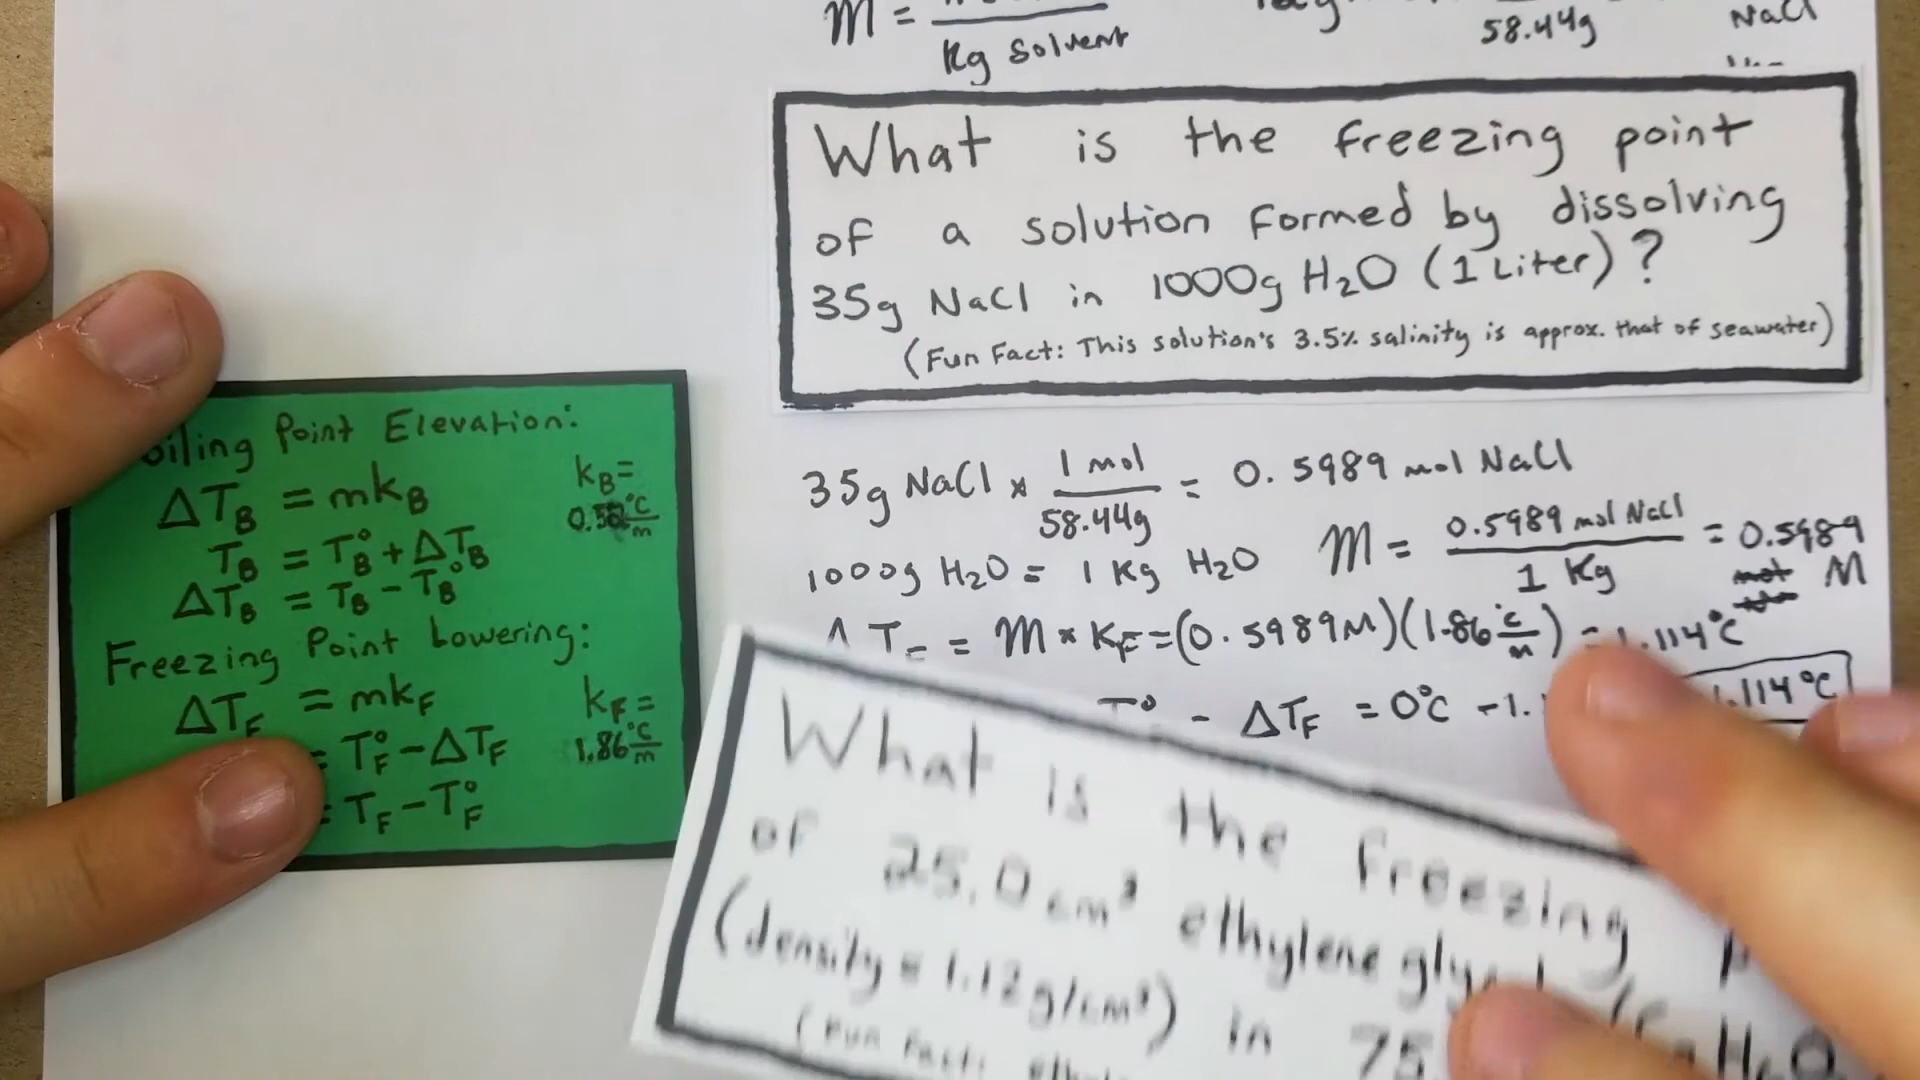 m =
Kg Solvent
58.44g
NaCl
What is the freezing point
of a solution formed by dissolving
35g NaCl in 1000g H₂O (1 Liter)?
(Fun Fact: This solution's 3.5% salinity is approx. that of seawater)
35g NaCl × 1 mol / 58.44g = 0.5989 mol NaCl
1000g H₂O = 1 Kg H₂O m = 0.5989 mol NaCl / 1 Kg = 0.5989 m
ΔT_F = m × K_F = (0.5989m)(1.86 °C/m) = 1.114°C
T° - ΔT_F = 0°C - 1. .114°C
Point Elevation:
ΔT_B = mk_B k_B =
°C/m
T_B = T°_B + ΔT_B
ΔT_B = T_B - T°_B
Freezing Point Lowering:
ΔT_F = mk_F k_F =
= T°_F - ΔT_F 1.86 °C/m
= T_F - T°_F
What is the freezing
of 25.0 cm³ ethylene
(density = 1.12 g/cm³) in 75
(Fun Fact: